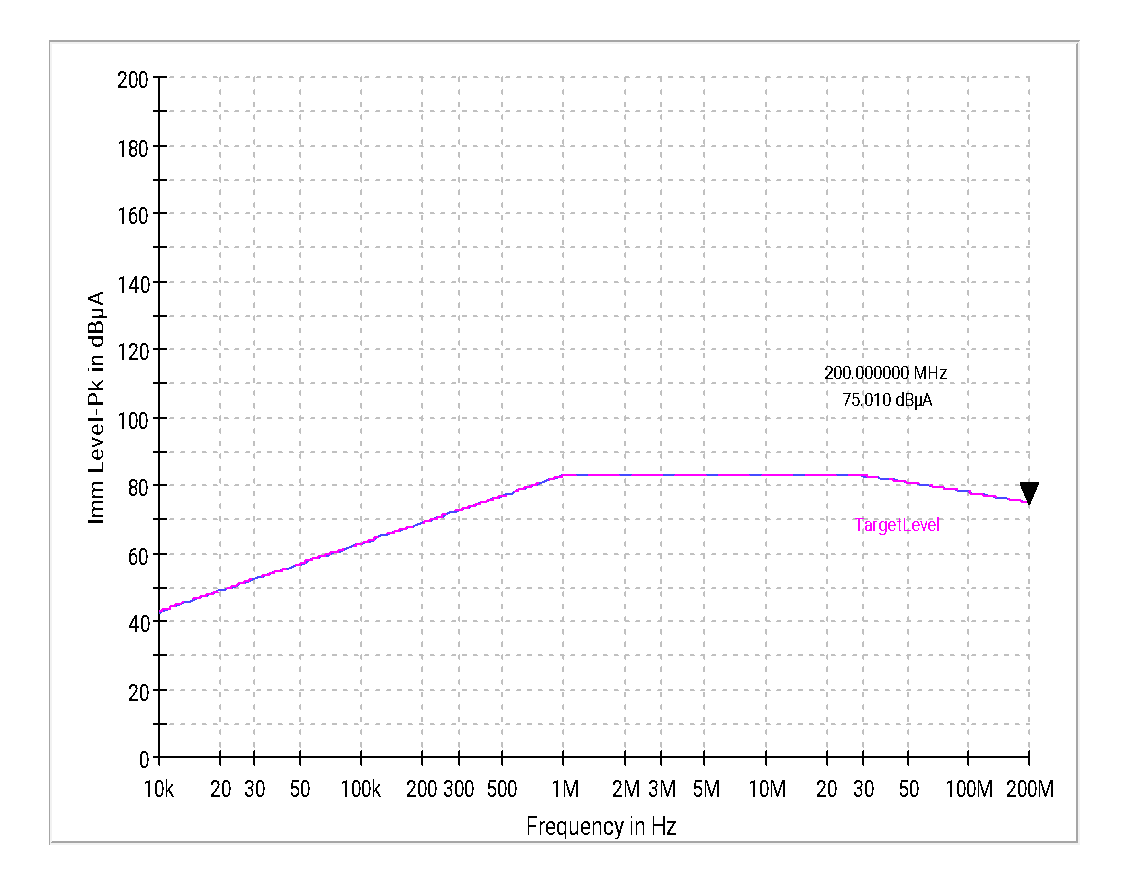 200
180
160
140
120
100
80
60
40
20
0
Imm Level-Pk in dBµA
200.000000 MHz
75.010 dBµA
TargetLevel
10k 20 30 50 100k 200 300 500 1M 2M 3M 5M 10M 20 30 50 100M 200M
Frequency in Hz